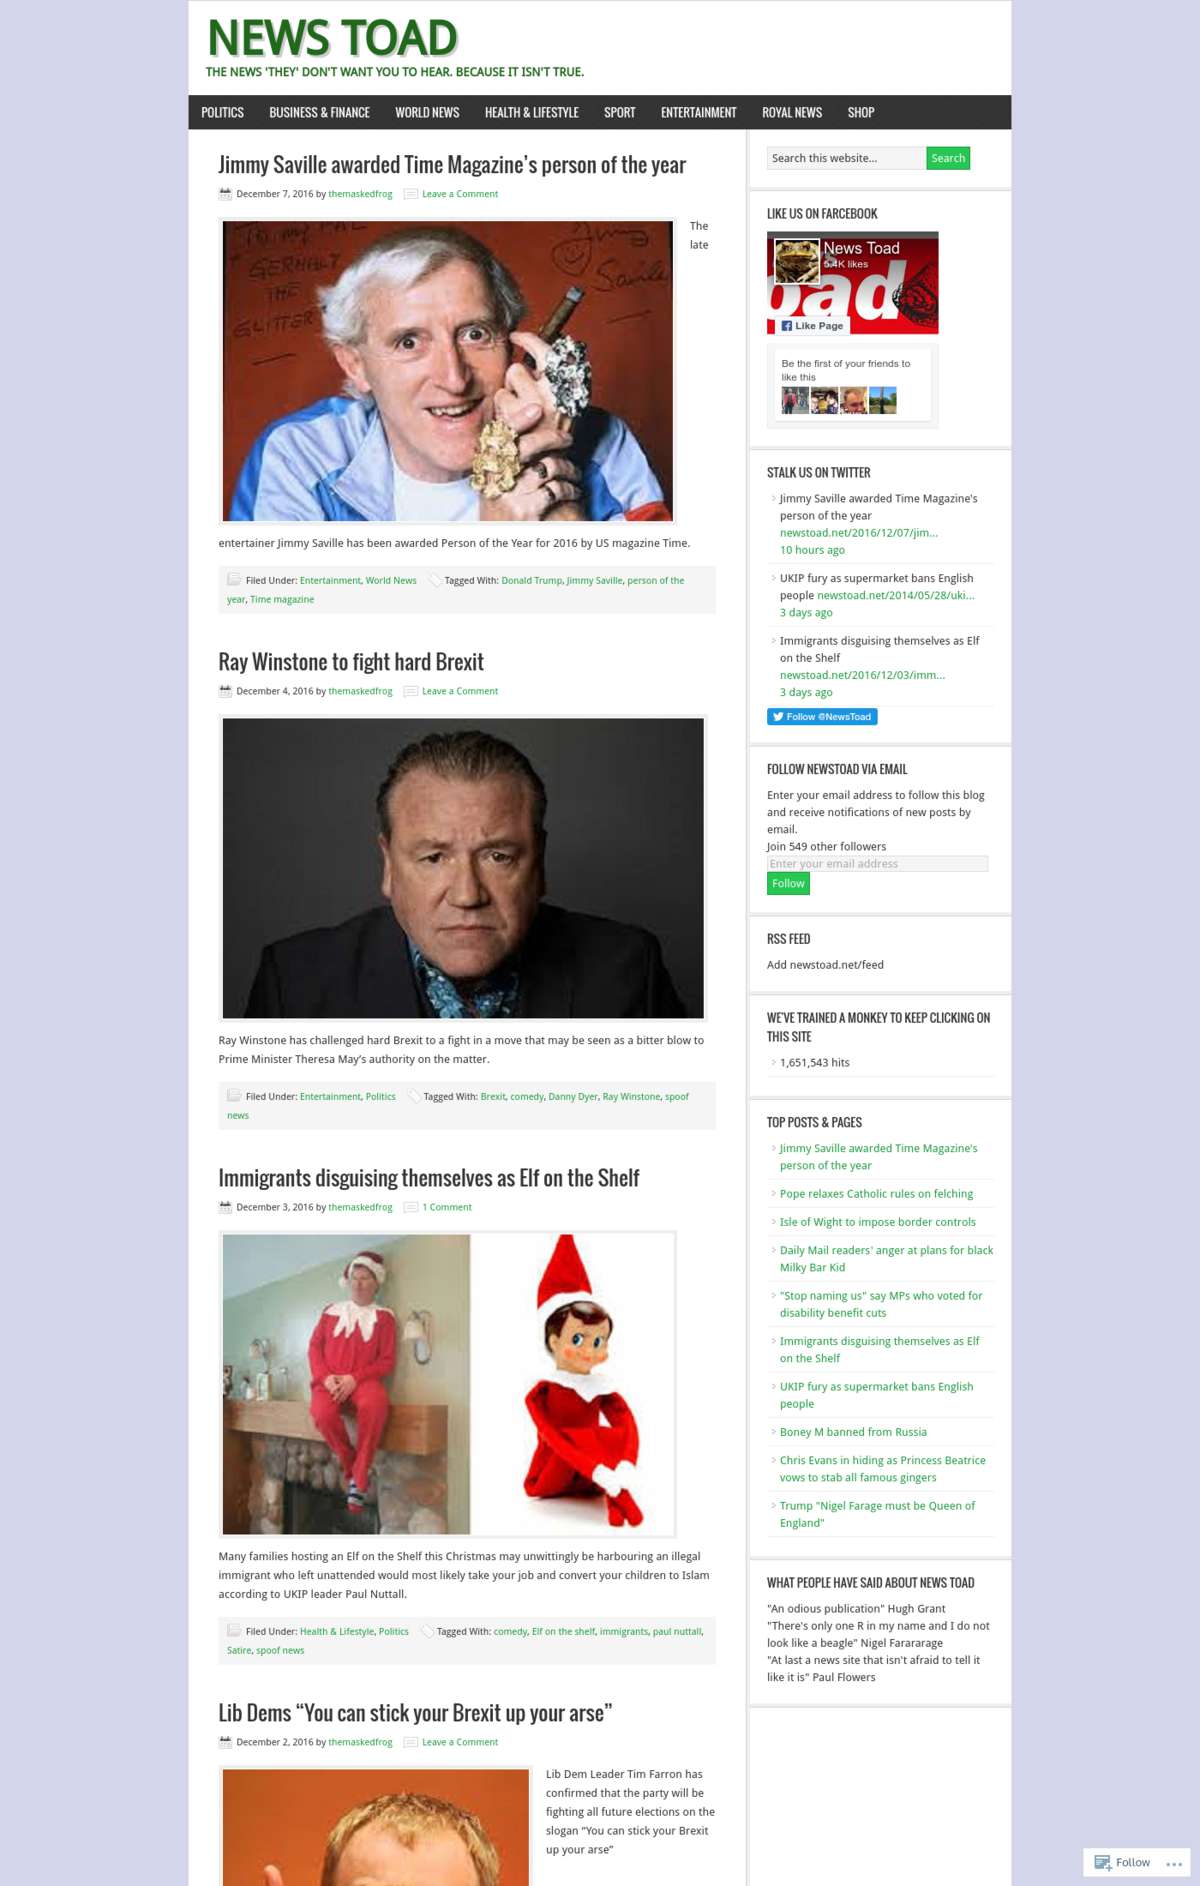 NEWS TOAD
THE NEWS 'THEY' DON'T WANT YOU TO HEAR. BECAUSE IT ISN'T TRUE.
POLITICS BUSINESS & FINANCE WORLD NEWS HEALTH & LIFESTYLE SPORT ENTERTAINMENT ROYAL NEWS SHOP
Jimmy Saville awarded Time Magazine's person of the year
December 7, 2016 by themaskedfrog Leave a Comment
GERHALT
THE
GLITTER
The
late
entertainer Jimmy Saville has been awarded Person of the Year for 2016 by US magazine Time.
Filed Under: Entertainment, World News Tagged With: Donald Trump, Jimmy Saville, person of the
year, Time magazine
Ray Winstone to fight hard Brexit
December 4, 2016 by themaskedfrog Leave a Comment
Ray Winstone has challenged hard Brexit to a fight in a move that may be seen as a bitter blow to
Prime Minister Theresa May's authority on the matter.
Filed Under: Entertainment, Politics Tagged With: Brexit, comedy, Danny Dyer, Ray Winstone, spoof
news
Immigrants disguising themselves as Elf on the Shelf
December 3, 2016 by themaskedfrog 1 Comment
Many families hosting an Elf on the Shelf this Christmas may unwittingly be harbouring an illegal
immigrant who left unattended would most likely take your job and convert your children to Islam
according to UKIP leader Paul Nuttall.
Filed Under: Health & Lifestyle, Politics Tagged With: comedy, Elf on the shelf, immigrants, paul nuttall,
Satire, spoof news
Lib Dems “You can stick your Brexit up your arse”
December 2, 2016 by themaskedfrog Leave a Comment
Lib Dem Leader Tim Farron has
confirmed that the party will be
fighting all future elections on the
slogan “You can stick your Brexit
up your arse”
Search this website... Search
LIKE US ON FARCEBOOK
News Toad
5.4K likes
oad
Like Page
Be the first of your friends to
like this
STALK US ON TWITTER
Jimmy Saville awarded Time Magazine's
person of the year
newstoad.net/2016/12/07/jim...
10 hours ago
UKIP fury as supermarket bans English
people newstoad.net/2014/05/28/uki...
3 days ago
Immigrants disguising themselves as Elf
on the Shelf
newstoad.net/2016/12/03/imm...
3 days ago
Follow @NewsToad
FOLLOW NEWSTOAD VIA EMAIL
Enter your email address to follow this blog
and receive notifications of new posts by
email.
Join 549 other followers
Enter your email address
Follow
RSS FEED
Add newstoad.net/feed
WE'VE TRAINED A MONKEY TO KEEP CLICKING ON
THIS SITE
1,651,543 hits
TOP POSTS & PAGES
Jimmy Saville awarded Time Magazine's
person of the year
Pope relaxes Catholic rules on felching
Isle of Wight to impose border controls
Daily Mail readers' anger at plans for black
Milky Bar Kid
"Stop naming us" say MPs who voted for
disability benefit cuts
Immigrants disguising themselves as Elf
on the Shelf
UKIP fury as supermarket bans English
people
Boney M banned from Russia
Chris Evans in hiding as Princess Beatrice
vows to stab all famous gingers
Trump "Nigel Farage must be Queen of
England"
WHAT PEOPLE HAVE SAID ABOUT NEWS TOAD
"An odious publication" Hugh Grant
"There's only one R in my name and I do not
look like a beagle" Nigel Farararage
"At last a news site that isn't afraid to tell it
like it is" Paul Flowers
Follow